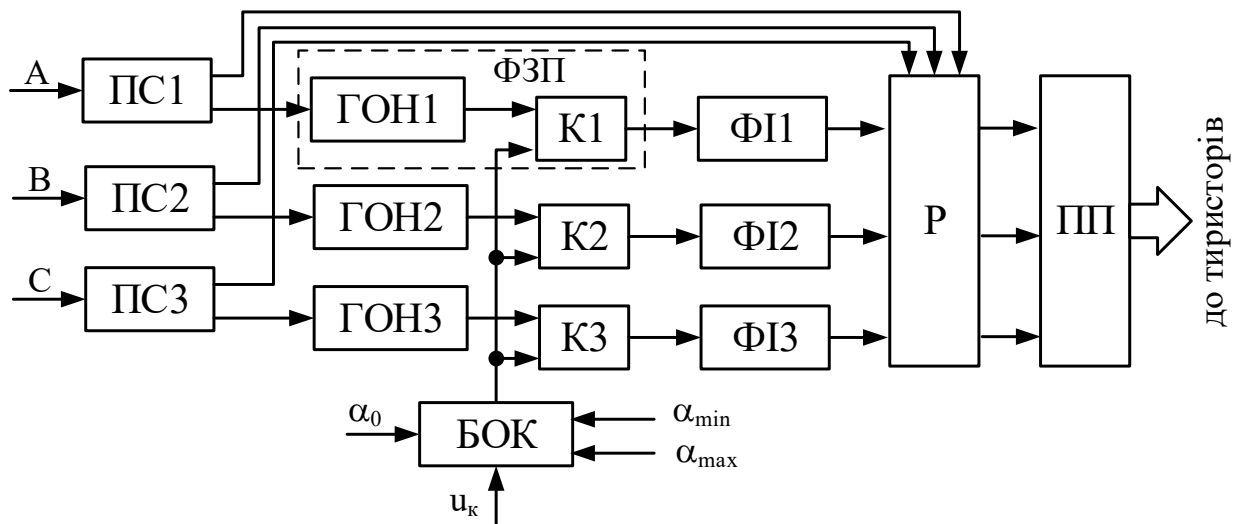 ФЗП
A
ПС1
ГОН1
К1
ФІ1
B
ПС2
ГОН2
К2
ФІ2
Р
ПП
до тиристорів
C
ПС3
ГОН3
К3
ФІ3
α0
БОК
αmin
αmax
uк